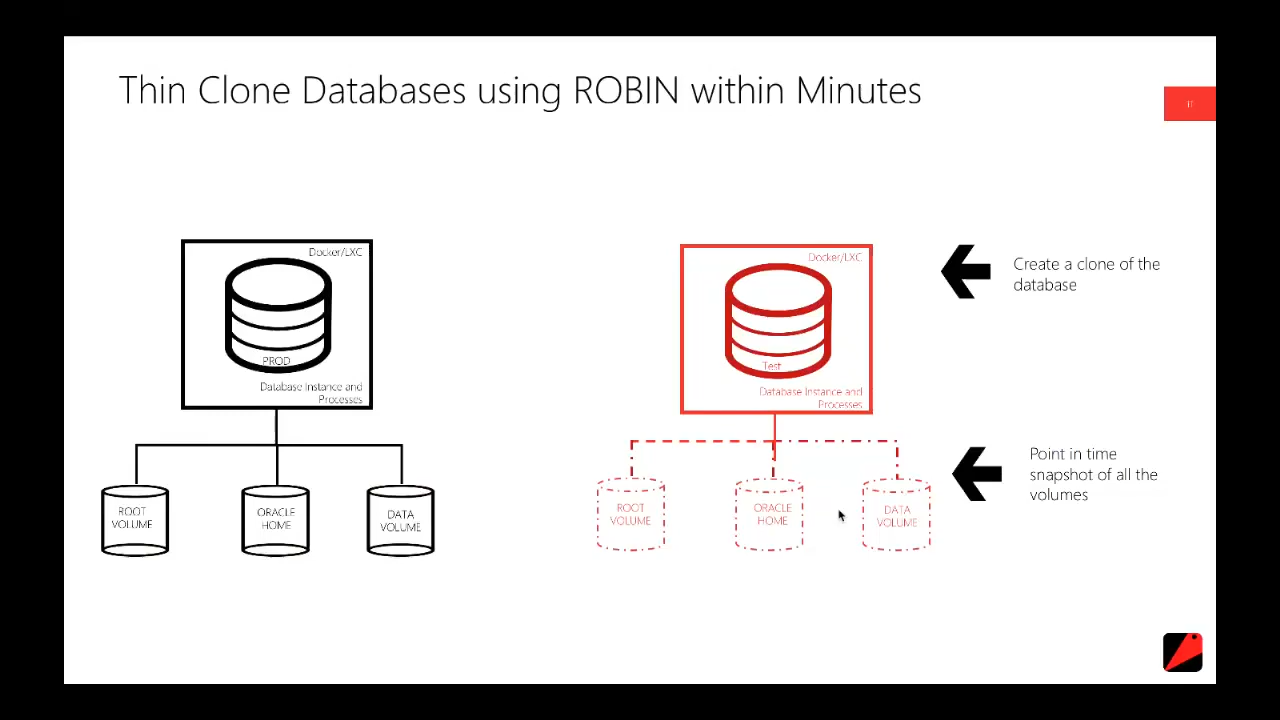 Thin Clone Databases using ROBIN within Minutes
17
Docker/LXC
PROD
Database Instance and
Processes
ROOT
VOLUME
ORACLE
HOME
DATA
VOLUME
Docker/LXC
Test
Database Instance and
Processes
ROOT
VOLUME
ORACLE
HOME
DATA
VOLUME
Create a clone of the
database
Point in time
snapshot of all the
volumes